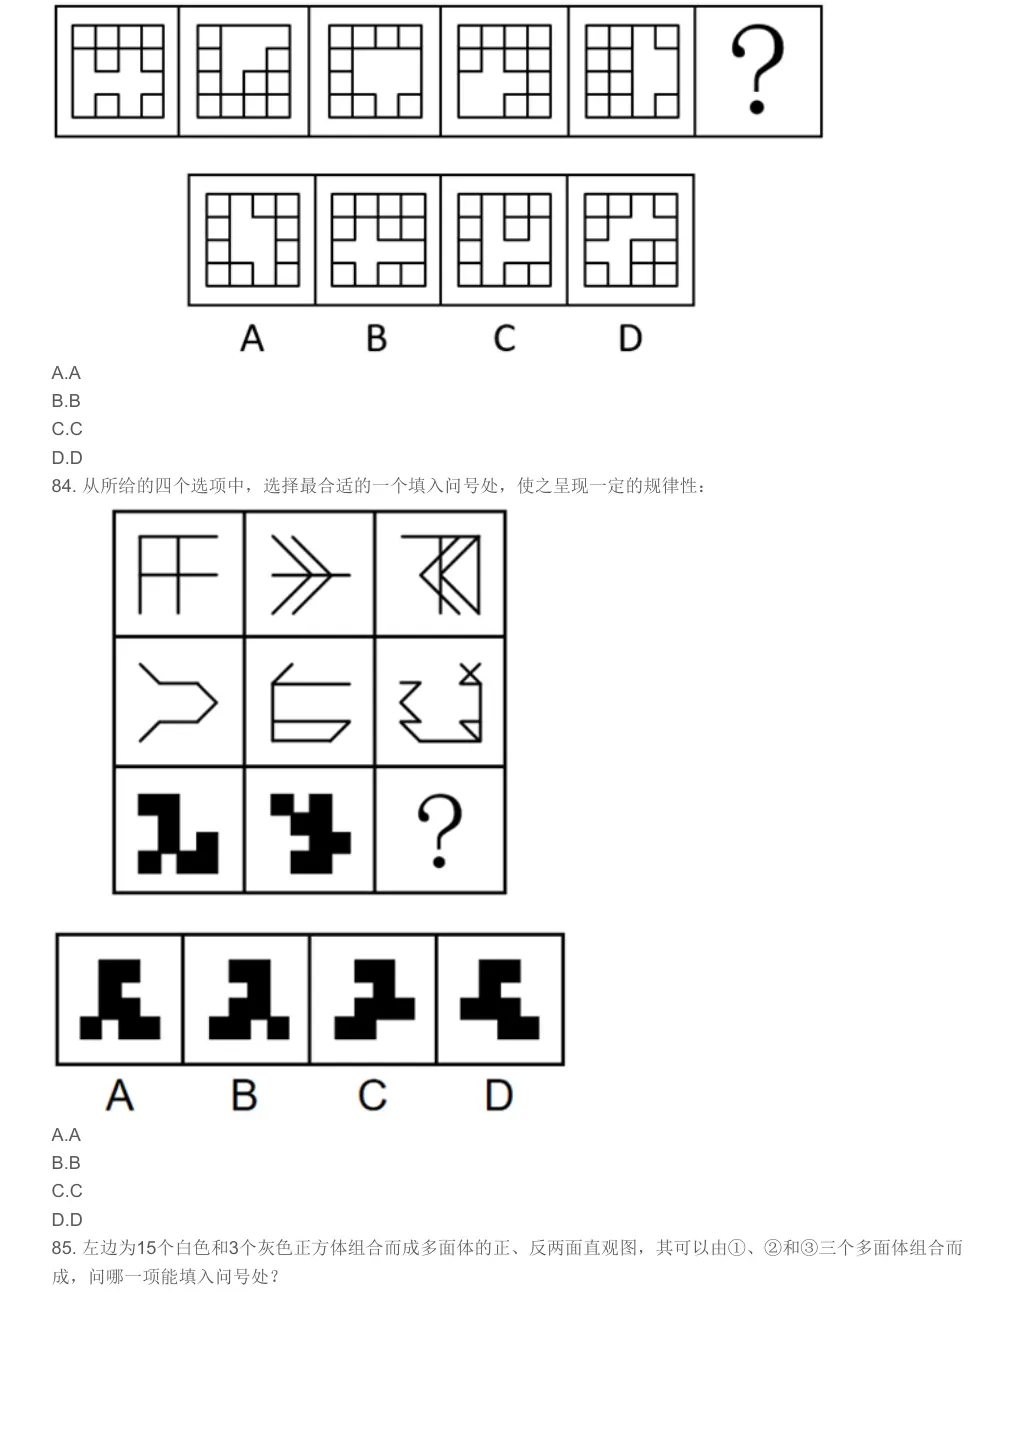 ?
A B C D
A.A
B.B
C.C
D.D
84. 从所给的四个选项中，选择最合适的一个填入问号处，使之呈现一定的规律性：
?
A B C D
A.A
B.B
C.C
D.D
85. 左边为15个白色和3个灰色正方体组合而成多面体的正、反两面直观图，其可以由①、②和③三个多面体组合而
成，问哪一项能填入问号处？